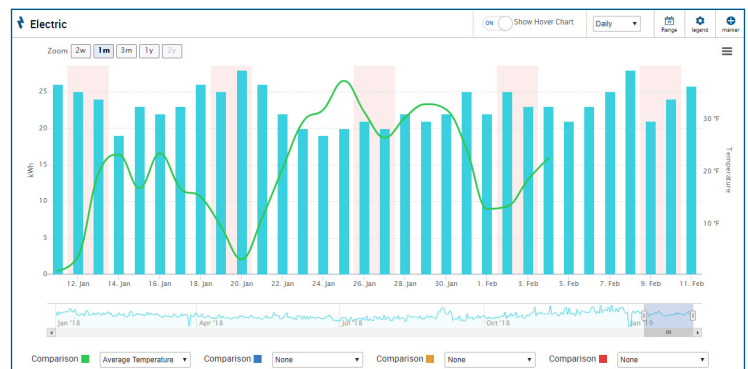 Electric
ON Show Hover Chart
Daily
Range
legend
marker
Zoom 2w 1m 3m 1y 2y
25
20
15
10
5
0
kWh
30 °F
20 °F
10 °F
Temperature
12. Jan 14. Jan 16. Jan 18. Jan 20. Jan 22. Jan 24. Jan 26. Jan 28. Jan 30. Jan 1. Feb 3. Feb 5. Feb 7. Feb 9. Feb 11. Feb
Jan '18 Apr '18 Jul '18 Oct '18 Jan '19
Comparison Average Temperature Comparison None Comparison None Comparison None